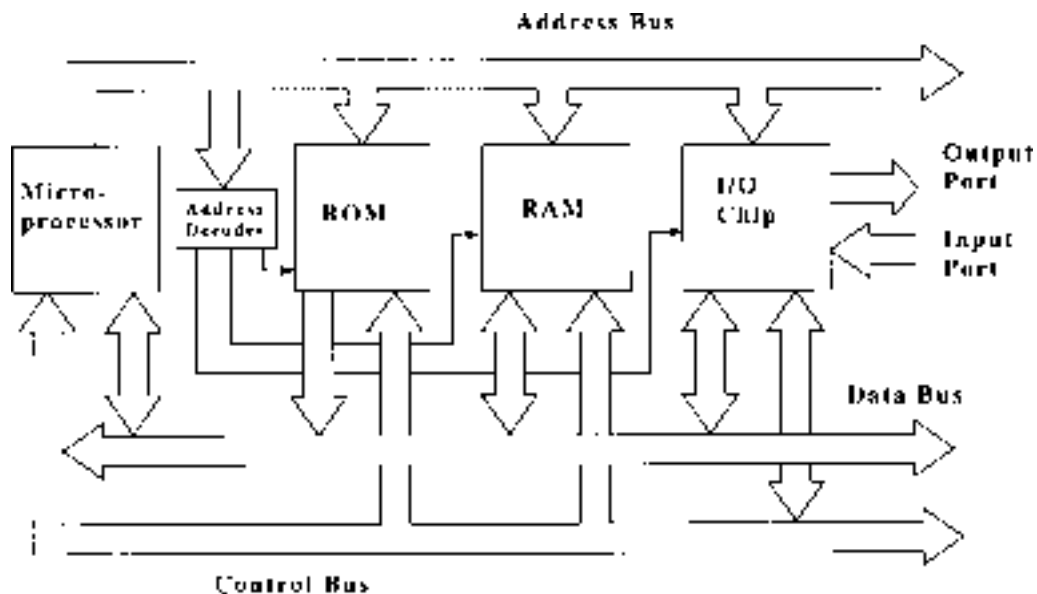 Address Bus
Micro-
processor
Address
Decoder
ROM
RAM
I/O
Chip
Output
Port
Input
Port
Data Bus
Control Bus